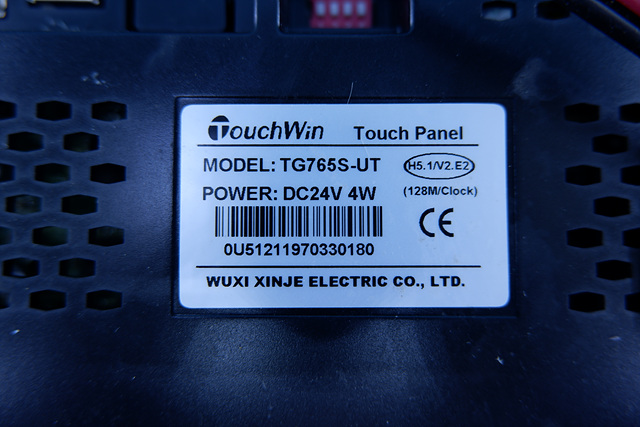 TouchWin Touch Panel
MODEL: TG765S-UT H5.1/V2.E2
POWER: DC24V 4W (128M/Clock)
CE
0U51211970330180
WUXI XINJE ELECTRIC CO., LTD.